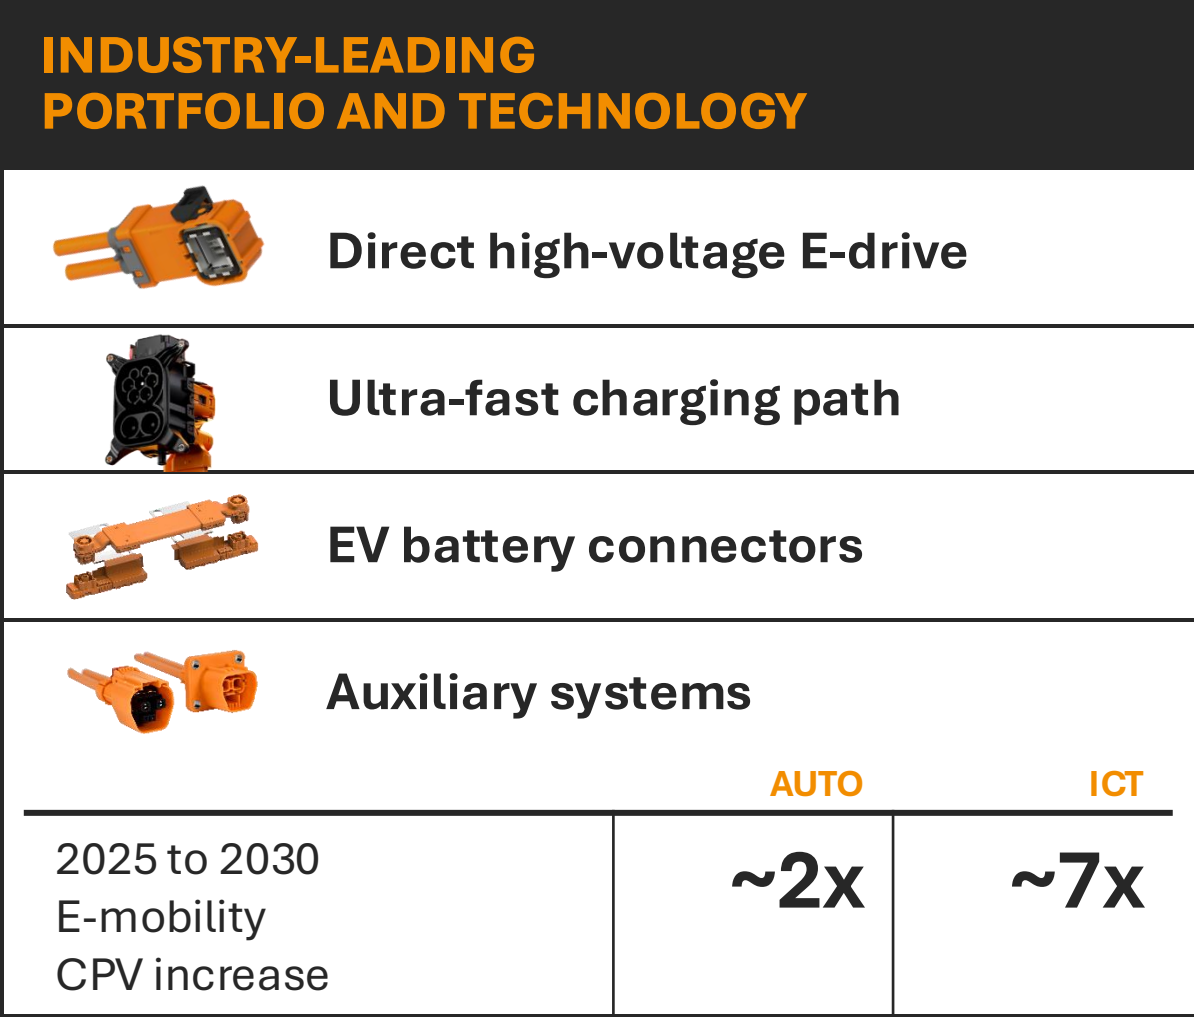 INDUSTRY-LEADING
PORTFOLIO AND TECHNOLOGY
Direct high-voltage E-drive
Ultra-fast charging path
EV battery connectors
Auxiliary systems
AUTO
ICT
2025 to 2030
E-mobility
CPV increase
~2x
~7x